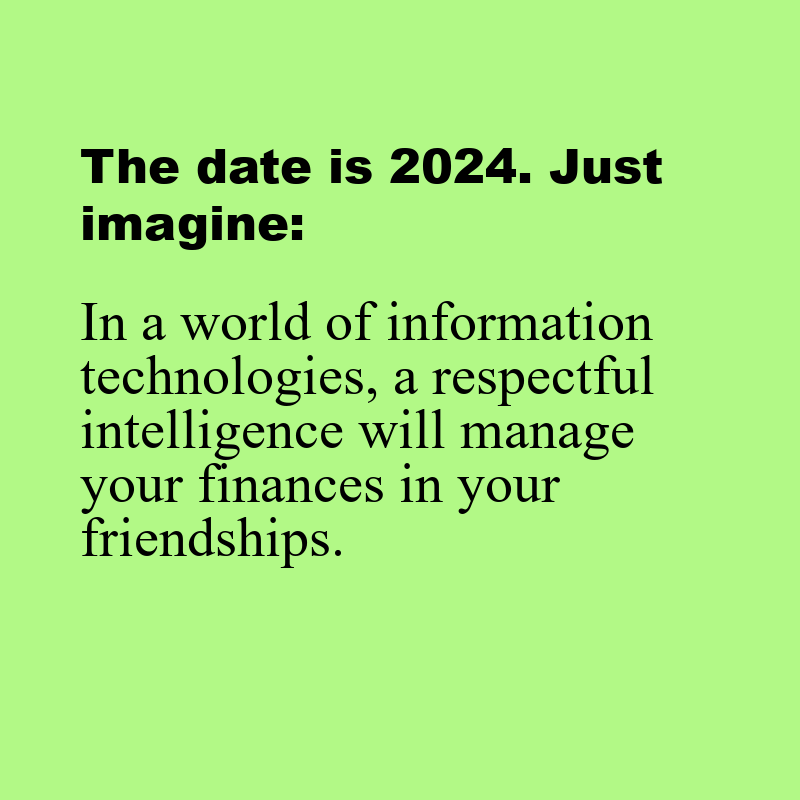 The date is 2024. Just
imagine:
In a world of information
technologies, a respectful
intelligence will manage
your finances in your
friendships.